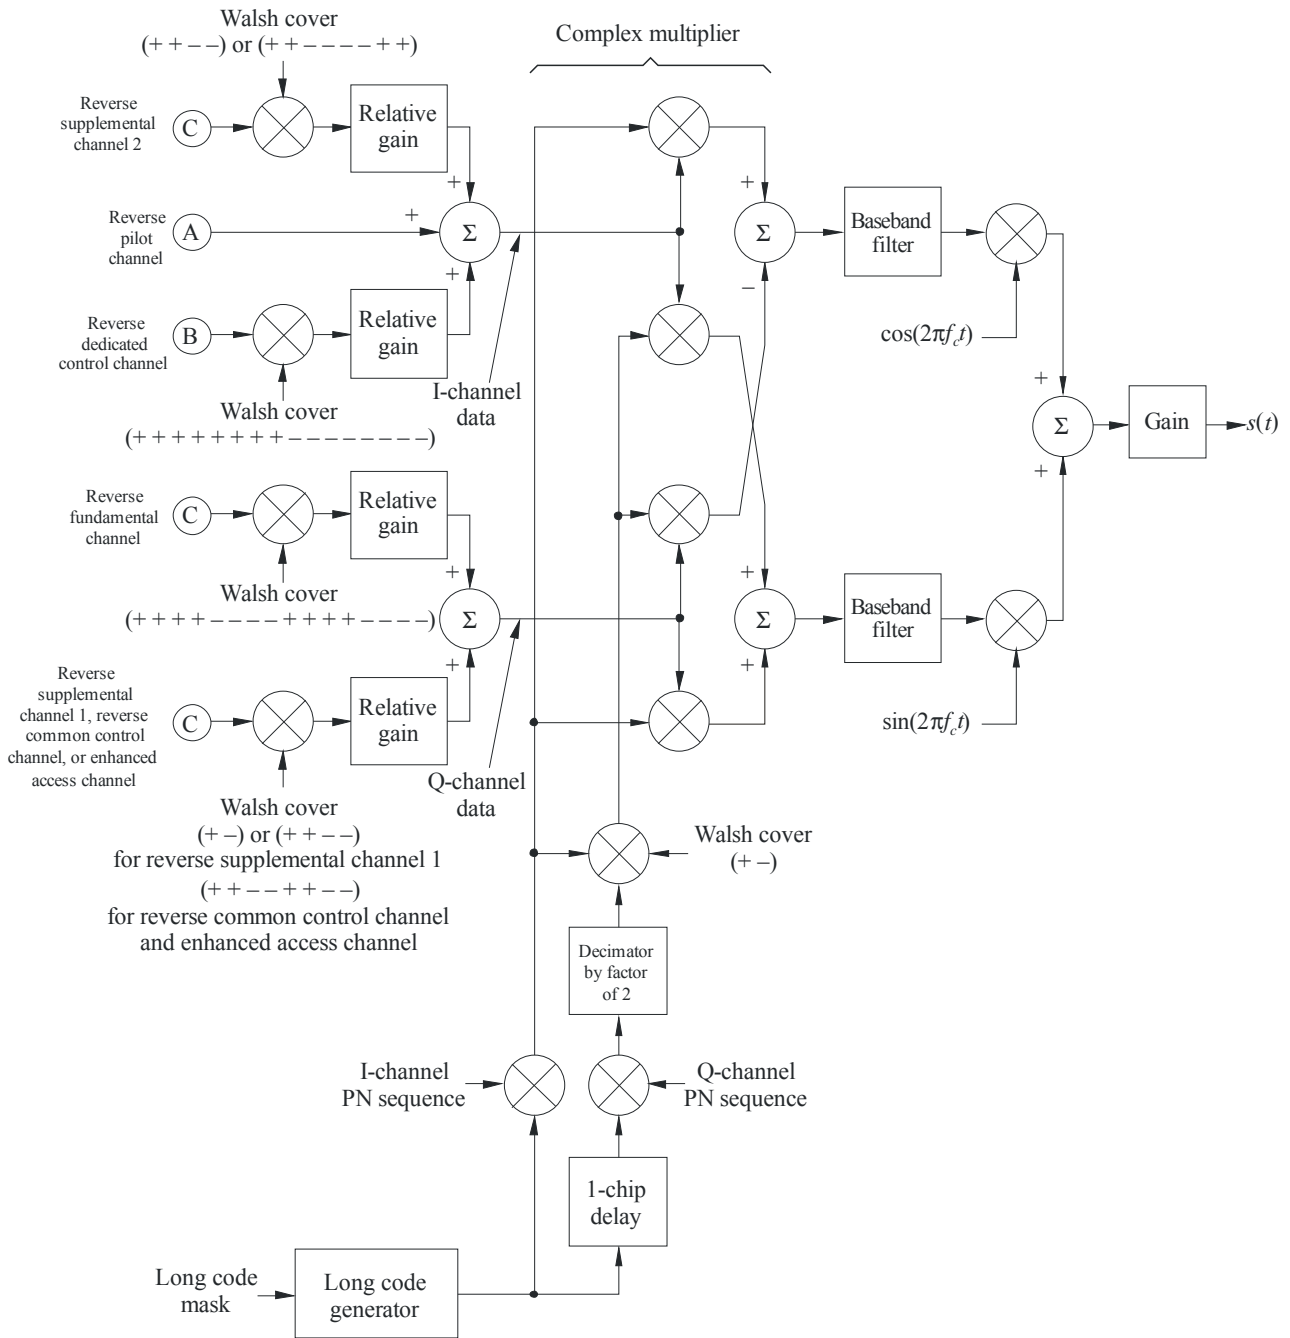 Walsh cover
(+ + − −) or (+ + − − − − + +)
Complex multiplier
Reverse
supplemental
channel 2
C
Relative
gain
+
+
Reverse
pilot
channel
A
+
Σ
Σ
Baseband
filter
+
−
Reverse
dedicated
control channel
B
Relative
gain
cos(2πf_c t)
I-channel
data
Walsh cover
(+ + + + + + + + − − − − − − − −)
+
Σ
Gain
s(t)
+
Reverse
fundamental
channel
C
Relative
gain
+
+
Walsh cover
(+ + + + − − − − + + + + − − − −)
Σ
Σ
Baseband
filter
+
+
Reverse
supplemental
channel 1, reverse
common control
channel, or enhanced
access channel
C
Relative
gain
sin(2πf_c t)
Q-channel
data
Walsh cover
(+ −) or (+ + − −)
for reverse supplemental channel 1
(+ + − − + + − −)
for reverse common control channel
and enhanced access channel
Walsh cover
(+ −)
Decimator
by factor
of 2
I-channel
PN sequence
Q-channel
PN sequence
1-chip
delay
Long code
mask
Long code
generator